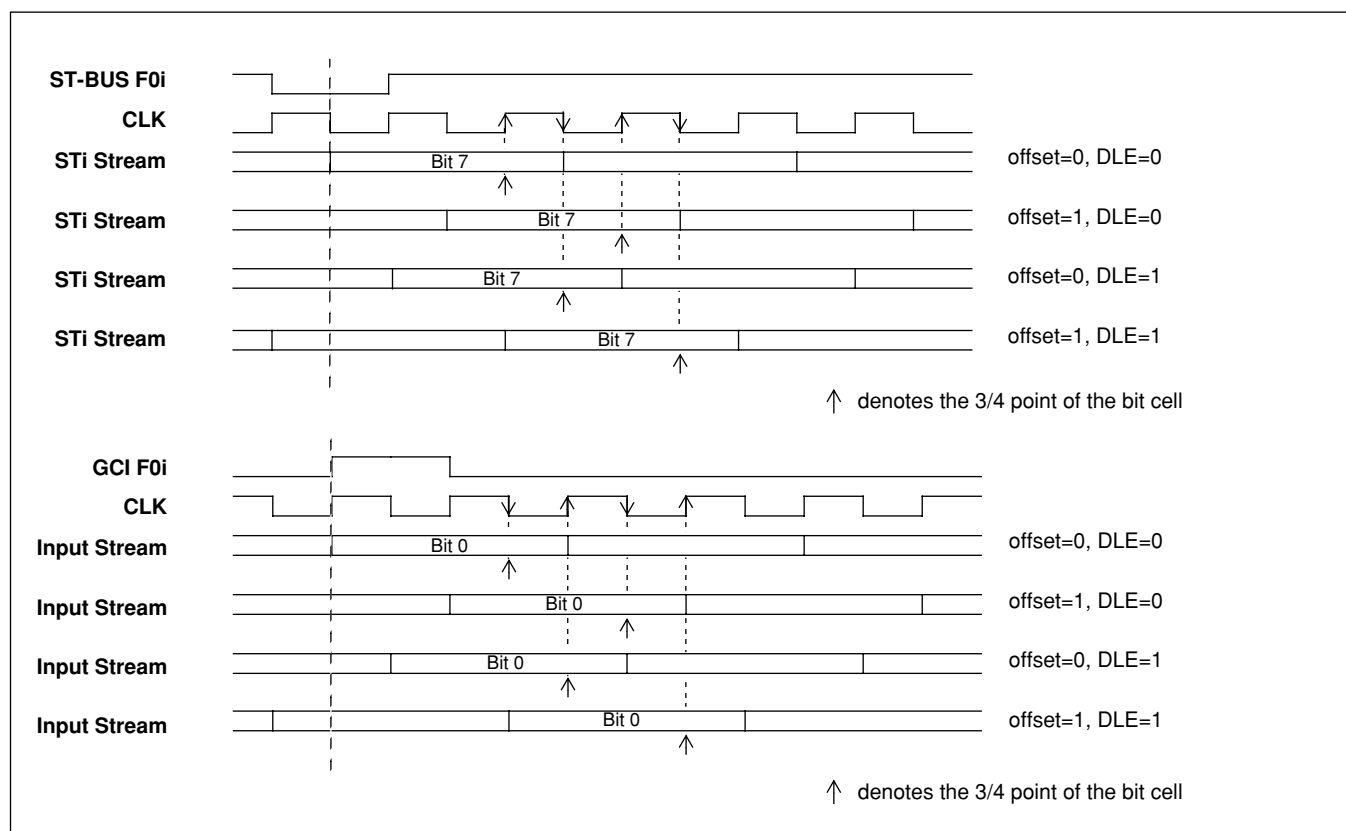 ST-BUS F0i
CLK
STi Stream Bit 7 offset=0, DLE=0
STi Stream Bit 7 offset=1, DLE=0
STi Stream Bit 7 offset=0, DLE=1
STi Stream Bit 7 offset=1, DLE=1
denotes the 3/4 point of the bit cell
GCI F0i
CLK
Input Stream Bit 0 offset=0, DLE=0
Input Stream Bit 0 offset=1, DLE=0
Input Stream Bit 0 offset=0, DLE=1
Input Stream Bit 0 offset=1, DLE=1
denotes the 3/4 point of the bit cell